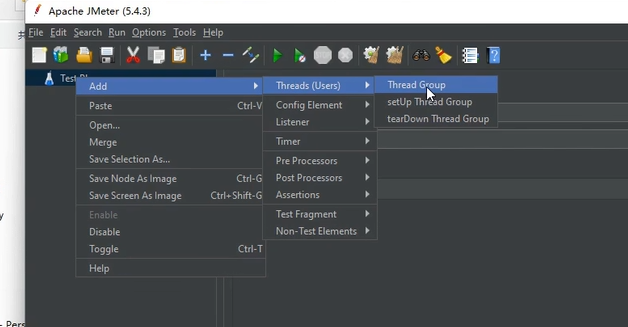 Apache JMeter (5.4.3)
File Edit Search Run Options Tools Help
Add
Paste Ctrl-V
Open...
Merge
Save Selection As...
Save Node As Image Ctrl-G
Save Screen As Image Ctrl+Shift-G
Enable
Disable
Toggle Ctrl-T
Help
Threads (Users)
Config Element
Listener
Timer
Pre Processors
Post Processors
Assertions
Test Fragment
Non-Test Elements
Thread Group
setUp Thread Group
tearDown Thread Group